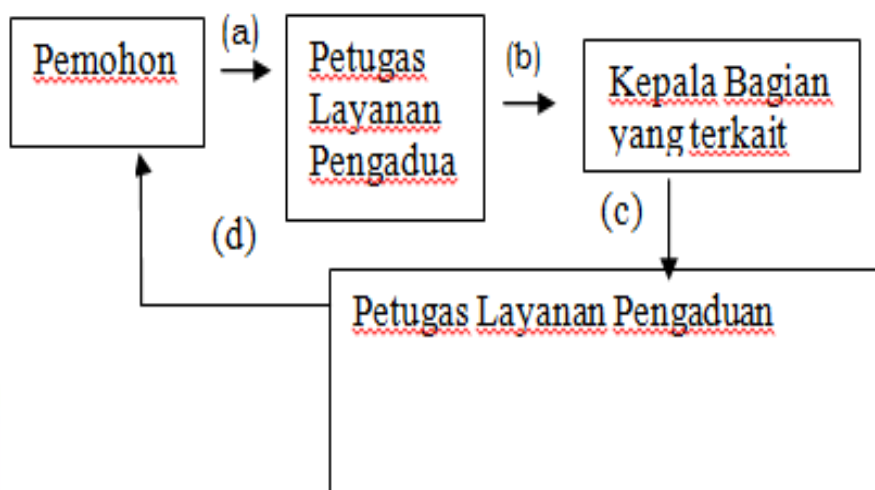 Pemohon
(a)
Petugas
Layanan
Pengadua
(b)
Kepala Bagian
yang terkait
(c)
(d)
Petugas Layanan Pengaduan